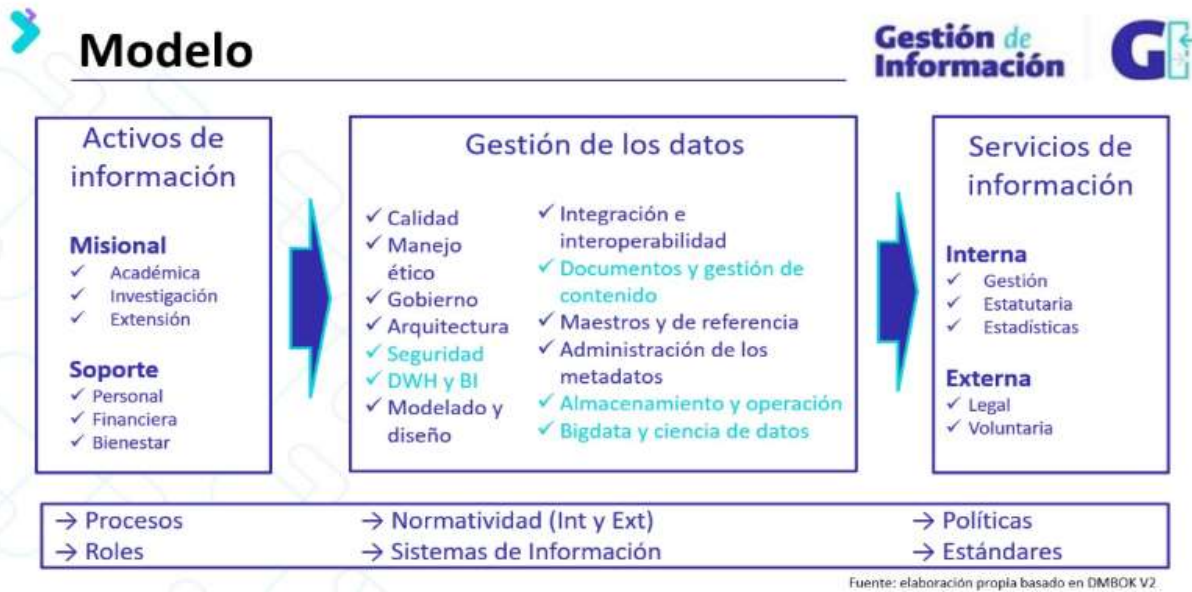 Modelo
Gestión de
Información
G
Activos de
información
Misional
✓ Académica
✓ Investigación
✓ Extensión
Soporte
✓ Personal
✓ Financiera
✓ Bienestar
Gestión de los datos
✓ Calidad
✓ Manejo
ético
✓ Gobierno
✓ Arquitectura
✓ Seguridad
✓ DWH y BI
✓ Modelado y
diseño
✓ Integración e
interoperabilidad
✓ Documentos y gestión de
contenido
✓ Maestros y de referencia
✓ Administración de los
metadatos
✓ Almacenamiento y operación
✓ Bigdata y ciencia de datos
Servicios de
información
Interna
✓ Gestión
✓ Estatutaria
✓ Estadísticas
Externa
✓ Legal
✓ Voluntaria
→ Procesos
→ Roles
→ Normatividad (Int y Ext)
→ Sistemas de Información
→ Políticas
→ Estándares
Fuente: elaboración propia basado en DMBOK V2